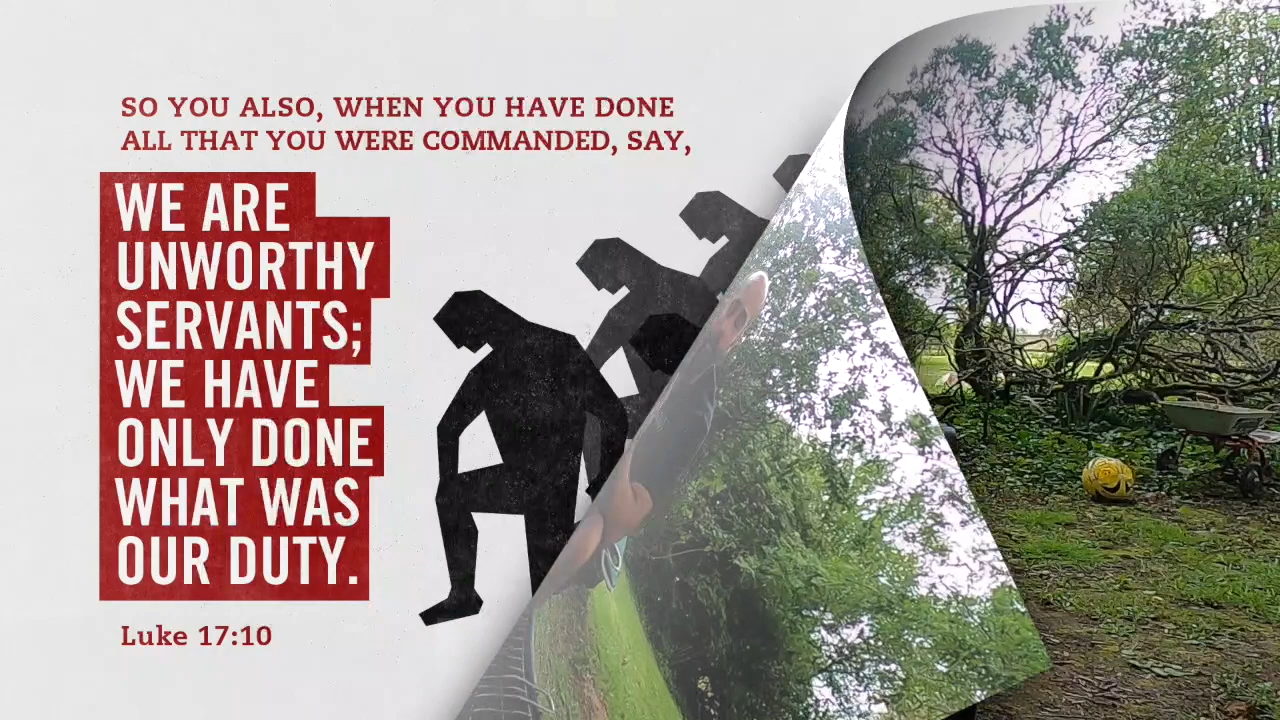 SO YOU ALSO, WHEN YOU HAVE DONE
ALL THAT YOU WERE COMMANDED, SAY,
WE ARE
UNWORTHY
SERVANTS;
WE HAVE
ONLY DONE
WHAT WAS
OUR DUTY.
Luke 17:10